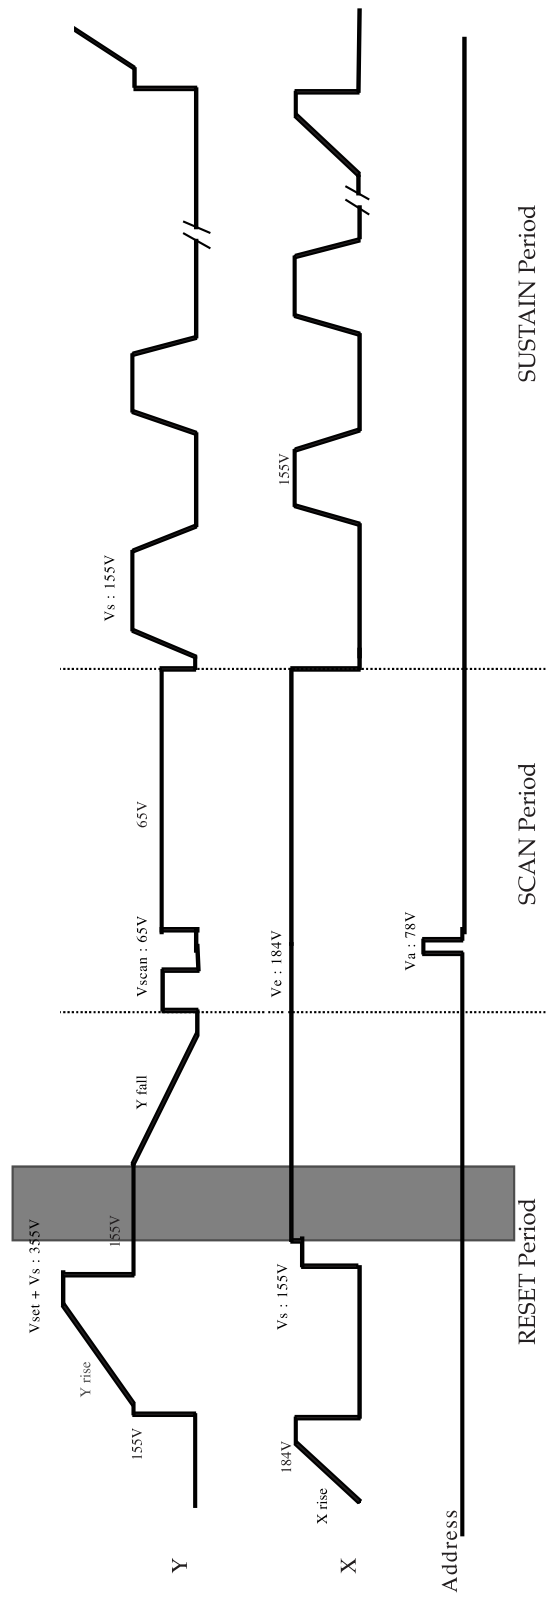 Vset + Vs : 355V
Y rise
155V
155V
Y fall
Vscan : 65V
65V
Vs : 155V
Y
184V
X rise
Vs : 155V
Ve : 184V
155V
X
Va : 78V
Address
RESET Period
SCAN Period
SUSTAIN Period